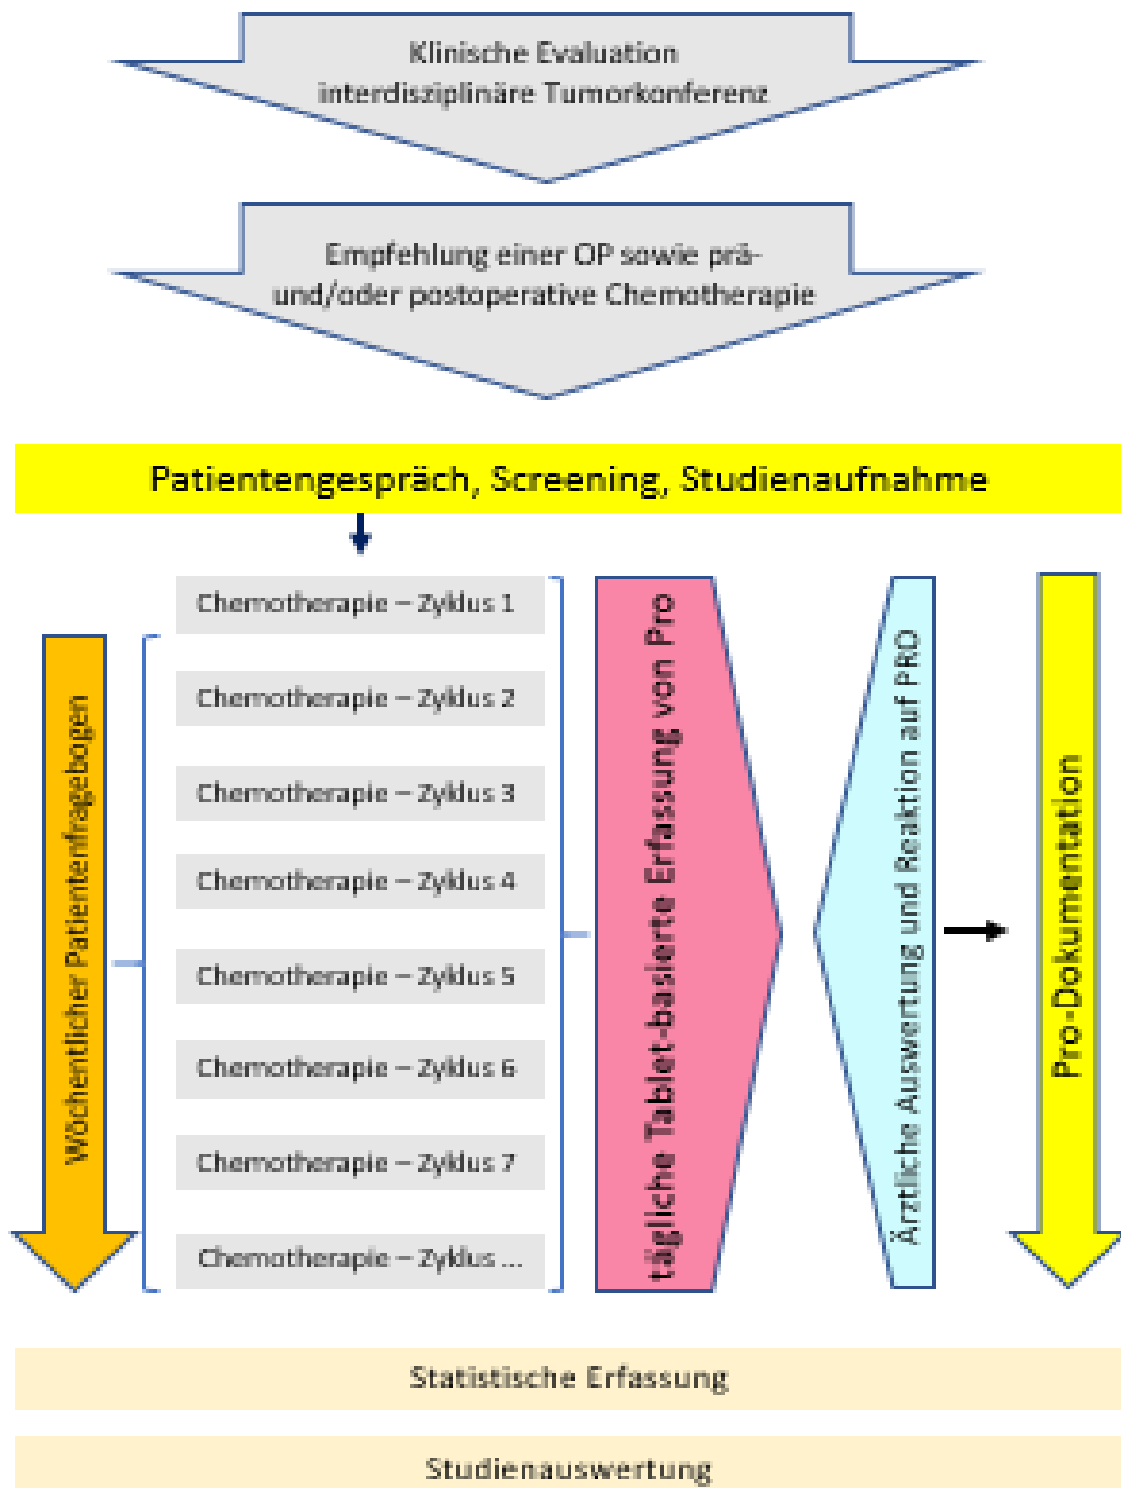 Klinische Evaluation
interdisziplinäre Tumorkonferenz
Empfehlung einer OP sowie prä-
und/oder postoperative Chemotherapie
Patientengespräch, Screening, Studienaufnahme
Wöchentlicher Patientenfragebogen
Chemotherapie – Zyklus 1
Chemotherapie – Zyklus 2
Chemotherapie – Zyklus 3
Chemotherapie – Zyklus 4
Chemotherapie – Zyklus 5
Chemotherapie – Zyklus 6
Chemotherapie – Zyklus 7
Chemotherapie – Zyklus ...
tägliche Tablet-basierte Erfassung von Pro
Ärztliche Auswertung und Reaktion auf PRO
Pro-Dokumentation
Statistische Erfassung
Studienauswertung